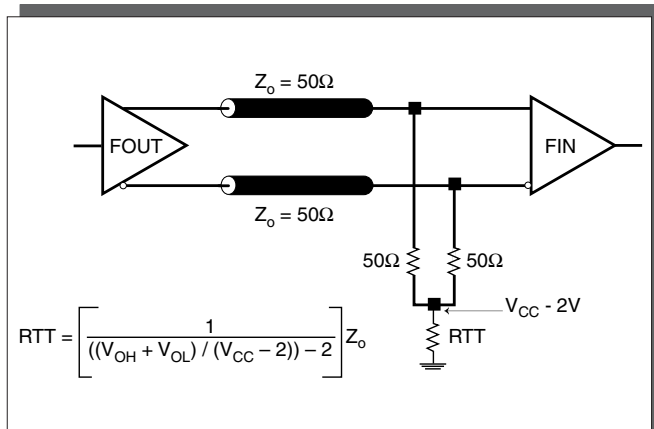 Zo = 50Ω
FOUT
FIN
Zo = 50Ω
50Ω
50Ω
VCC - 2V
RTT
RTT = [ 1 / ((VOH + VOL) / (VCC – 2)) – 2 ] Zo